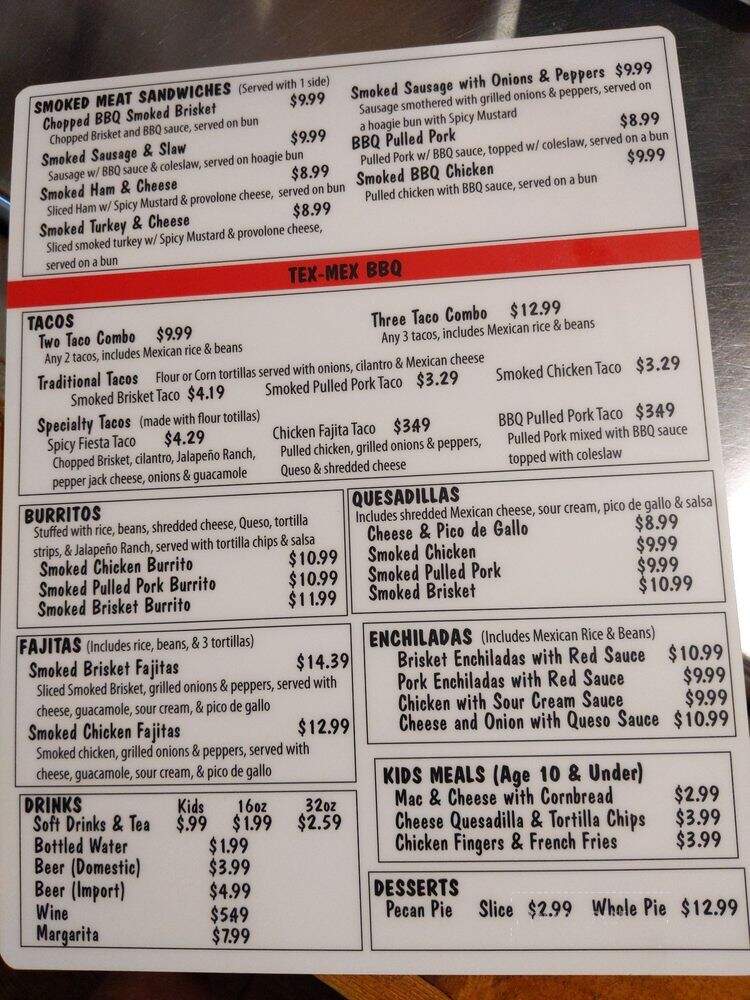 SMOKED MEAT SANDWICHES (Served with 1 side)
Chopped BBQ Smoked Brisket $9.99
Chopped Brisket and BBQ sauce, served on bun
Smoked Sausage & Slaw $9.99
Sausage w/ BBQ sauce & coleslaw, served on hoagie bun
Smoked Ham & Cheese $8.99
Sliced Ham w/ Spicy Mustard & provolone cheese, served on bun
Smoked Turkey & Cheese $8.99
Sliced smoked turkey w/ Spicy Mustard & provolone cheese,
served on a bun
Smoked Sausage with Onions & Peppers $9.99
Sausage smothered with grilled onions & peppers, served on
a hoagie bun with Spicy Mustard
BBQ Pulled Pork $8.99
Pulled Pork w/ BBQ sauce, topped w/ coleslaw, served on a bun
Smoked BBQ Chicken $9.99
Pulled chicken with BBQ sauce, served on a bun
TEX-MEX BBQ
TACOS
Two Taco Combo $9.99
Any 2 tacos, includes Mexican rice & beans
Three Taco Combo $12.99
Any 3 tacos, includes Mexican rice & beans
Traditional Tacos Flour or Corn tortillas served with onions, cilantro & Mexican cheese
Smoked Brisket Taco $4.19 Smoked Pulled Pork Taco $3.29 Smoked Chicken Taco $3.29
Specialty Tacos (made with flour totillas)
Spicy Fiesta Taco $4.29
Chopped Brisket, cilantro, Jalapeño Ranch,
pepper jack cheese, onions & guacamole
Chicken Fajita Taco $349
Pulled chicken, grilled onions & peppers,
Queso & shredded cheese
BBQ Pulled Pork Taco $349
Pulled Pork mixed with BBQ sauce
topped with coleslaw
BURRITOS
Stuffed with rice, beans, shredded cheese, Queso, tortilla
strips, & Jalapeño Ranch, served with tortilla chips & salsa
Smoked Chicken Burrito $10.99
Smoked Pulled Pork Burrito $10.99
Smoked Brisket Burrito $11.99
QUESADILLAS
Includes shredded Mexican cheese, sour cream, pico de gallo & salsa
Cheese & Pico de Gallo $8.99
Smoked Chicken $9.99
Smoked Pulled Pork $9.99
Smoked Brisket $10.99
FAJITAS (Includes rice, beans, & 3 tortillas)
Smoked Brisket Fajitas $14.39
Sliced Smoked Brisket, grilled onions & peppers, served with
cheese, guacamole, sour cream, & pico de gallo
Smoked Chicken Fajitas $12.99
Smoked chicken, grilled onions & peppers, served with
cheese, guacamole, sour cream, & pico de gallo
ENCHILADAS (Includes Mexican Rice & Beans)
Brisket Enchiladas with Red Sauce $10.99
Pork Enchiladas with Red Sauce $9.99
Chicken with Sour Cream Sauce $9.99
Cheese and Onion with Queso Sauce $10.99
DRINKS Kids 16oz 32oz
Soft Drinks & Tea $.99 $1.99 $2.59
Bottled Water $1.99
Beer (Domestic) $3.99
Beer (Import) $4.99
Wine $549
Margarita $7.99
KIDS MEALS (Age 10 & Under)
Mac & Cheese with Cornbread $2.99
Cheese Quesadilla & Tortilla Chips $3.99
Chicken Fingers & French Fries $3.99
DESSERTS
Pecan Pie Slice $2.99 Whole Pie $12.99